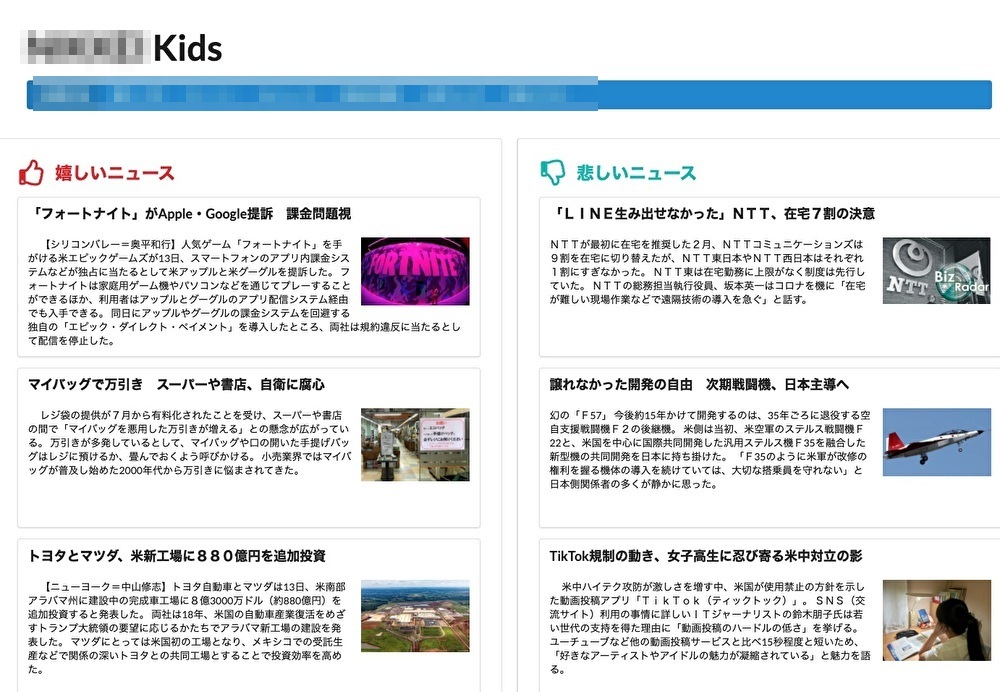 Kids
嬉しいニュース
「フォートナイト」がApple・Google提訴　課金問題視
【シリコンバレー＝奥平和行】人気ゲーム「フォートナイト」を手
がける米エピックゲームズが13日、スマートフォンのアプリ内課金シス
テムなどが独占に当たるとして米アップルと米グーグルを提訴した。 フ
ォートナイトは家庭用ゲーム機やパソコンなどを通じてプレーすること
ができるほか、利用者はアップルとグーグルのアプリ配信システム経由
でも入手できる。 同日にアップルやグーグルの課金システムを回避する
独自の「エピック・ダイレクト・ペイメント」を導入したところ、両社は規約違反に当たるとし
て配信を停止した。
FORTNITE
マイバッグで万引き　スーパーや書店、自衛に腐心
レジ袋の提供が７月から有料化されたことを受け、スーパーや書店
の間で「マイバッグを悪用した万引きが増える」との懸念が広がってい
る。 万引きが多発しているとして、マイバッグや口の開いた手提げバッ
グはレジに預けるか、畳んでおくよう呼びかける。 小売業界ではマイバ
ッグが普及し始めた2000年代から万引きに悩まされてきた。
トヨタとマツダ、米新工場に８８０億円を追加投資
【ニューヨーク＝中山修志】トヨタ自動車とマツダは13日、米南部
アラバマ州に建設中の完成車工場に８億3000万ドル（約880億円）を
追加投資すると発表した。 両社は18年、米国の自動車産業復活をめざ
すトランプ大統領の要望に応じるかたちでアラバマ新工場の建設を発
表した。 マツダにとっては米国初の工場となり、メキシコでの受託生
産などで関係の深いトヨタとの共同工場とすることで投資効率を高め
た。
悲しいニュース
「ＬＩＮＥ生み出せなかった」ＮＴＴ、在宅７割の決意
ＮＴＴが最初に在宅を推奨した２月、ＮＴＴコミュニケーションズは
９割を在宅に切り替えたが、ＮＴＴ東日本やＮＴＴ西日本はそれぞれ
１割にすぎなかった。 ＮＴＴ東は在宅勤務に上限がなく制度は先行し
ていた。 ＮＴＴの総務担当執行役員、坂本英一はコロナを機に「在宅
が難しい現場作業などで遠隔技術の導入を急ぐ」と話す。
NTT
Biz
Radar
譲れなかった開発の自由　次期戦闘機、日本主導へ
幻の「Ｆ57」 今後約15年かけて開発するのは、35年ごろに退役する空
自支援戦闘機Ｆ２の後継機。 米側は当初、米空軍のステルス戦闘機Ｆ
22と、米国を中心に国際共同開発した汎用ステルス機Ｆ35を融合した
新型機の共同開発を日本に持ち掛けた。 「Ｆ35のように米軍が改修の
権利を握る機体の導入を続けていては、大切な搭乗員を守れない」と
日本側関係者の多くが静かに思った。
TikTok規制の動き、女子高生に忍び寄る米中対立の影
米中ハイテク攻防が激しさを増す中、米国が使用禁止の方針を示し
た動画投稿アプリ「ＴｉｋＴｏｋ（ティックトック）」。 ＳＮＳ（交
流サイト）利用の事情に詳しいＩＴジャーナリストの鈴木朋子氏は若
い世代の支持を得た理由に「動画投稿のハードルの低さ」を挙げる。
ユーチューブなど他の動画投稿サービスと比べ15秒程度と短いため、
「好きなアーティストやアイドルの魅力が凝縮されている」と魅力を語
る。